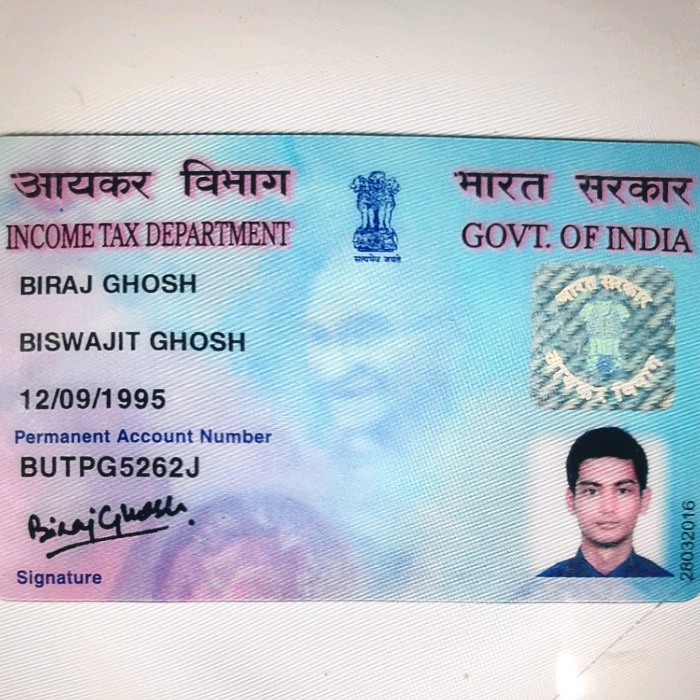 आयकर विभाग
भारत सरकार
INCOME TAX DEPARTMENT
GOVT. OF INDIA
सत्यमेव जयते
BIRAJ GHOSH
भारत सरकार
आयकर विभाग
BISWAJIT GHOSH
12/09/1995
Permanent Account Number
BUTPG5262J
Biraj Ghosh.
Signature
28032016